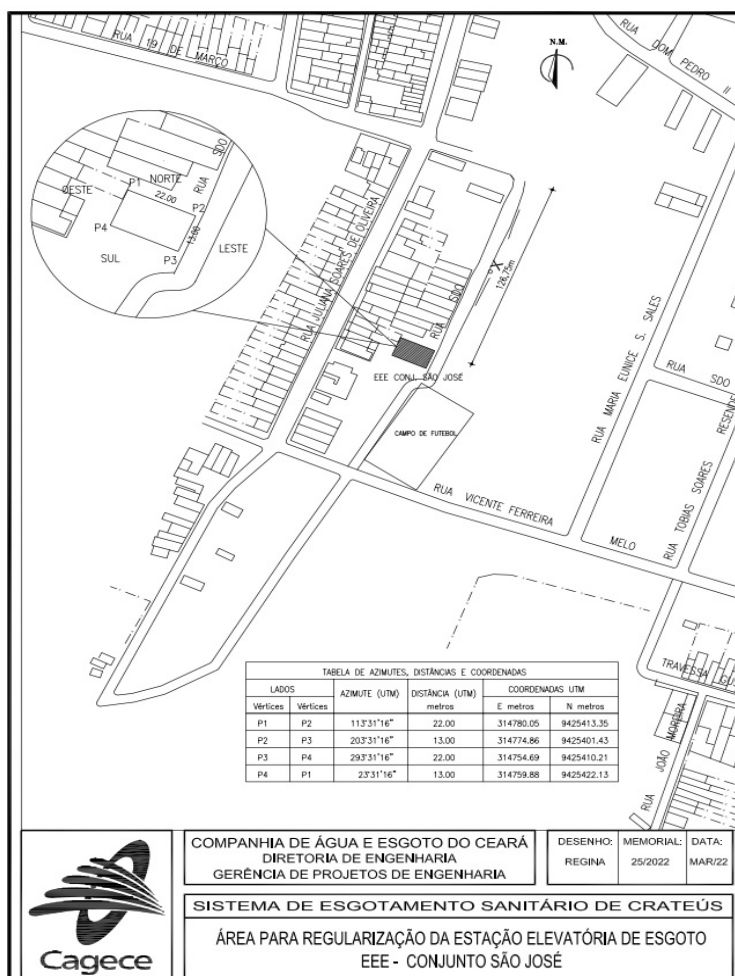 RUA 19 DE MARÇO
N.M.
RUA DOM PEDRO II
OESTE
P1
NORTE
22.00
RUA SDO
P2
P4
13.00
SUL
P3
LESTE
RUA JULIANA SOARES DE OLIVEIRA
RUA SDO
126,75m
EEE CONJ. SÃO JOSÉ
CAMPO DE FUTEBOL
RUA MARIA EUNICE S. SALES
RUA SDO
RUA VICENTE FERREIRA
MELO
RUA TOBIAS SOARES RESENDE
TRAVESSA
RUA JOÃO MOREIRA
TABELA DE AZIMUTES, DISTÂNCIAS E COORDENADAS
LADOS AZIMUTE (UTM) DISTÂNCIA (UTM) metros COORDENADAS UTM
Vértices Vértices E metros N metros
P1 P2 113°31'16" 22.00 314780.05 9425413.35
P2 P3 203°31'16" 13.00 314774.86 9425401.43
P3 P4 293°31'16" 22.00 314754.69 9425410.21
P4 P1 23°31'16" 13.00 314759.88 9425422.13
Cagece
COMPANHIA DE ÁGUA E ESGOTO DO CEARÁ
DIRETORIA DE ENGENHARIA
GERÊNCIA DE PROJETOS DE ENGENHARIA
DESENHO: MEMORIAL: DATA:
REGINA 25/2022 MAR/22
SISTEMA DE ESGOTAMENTO SANITÁRIO DE CRATEÚS
ÁREA PARA REGULARIZAÇÃO DA ESTAÇÃO ELEVATÓRIA DE ESGOTO
EEE - CONJUNTO SÃO JOSÉ